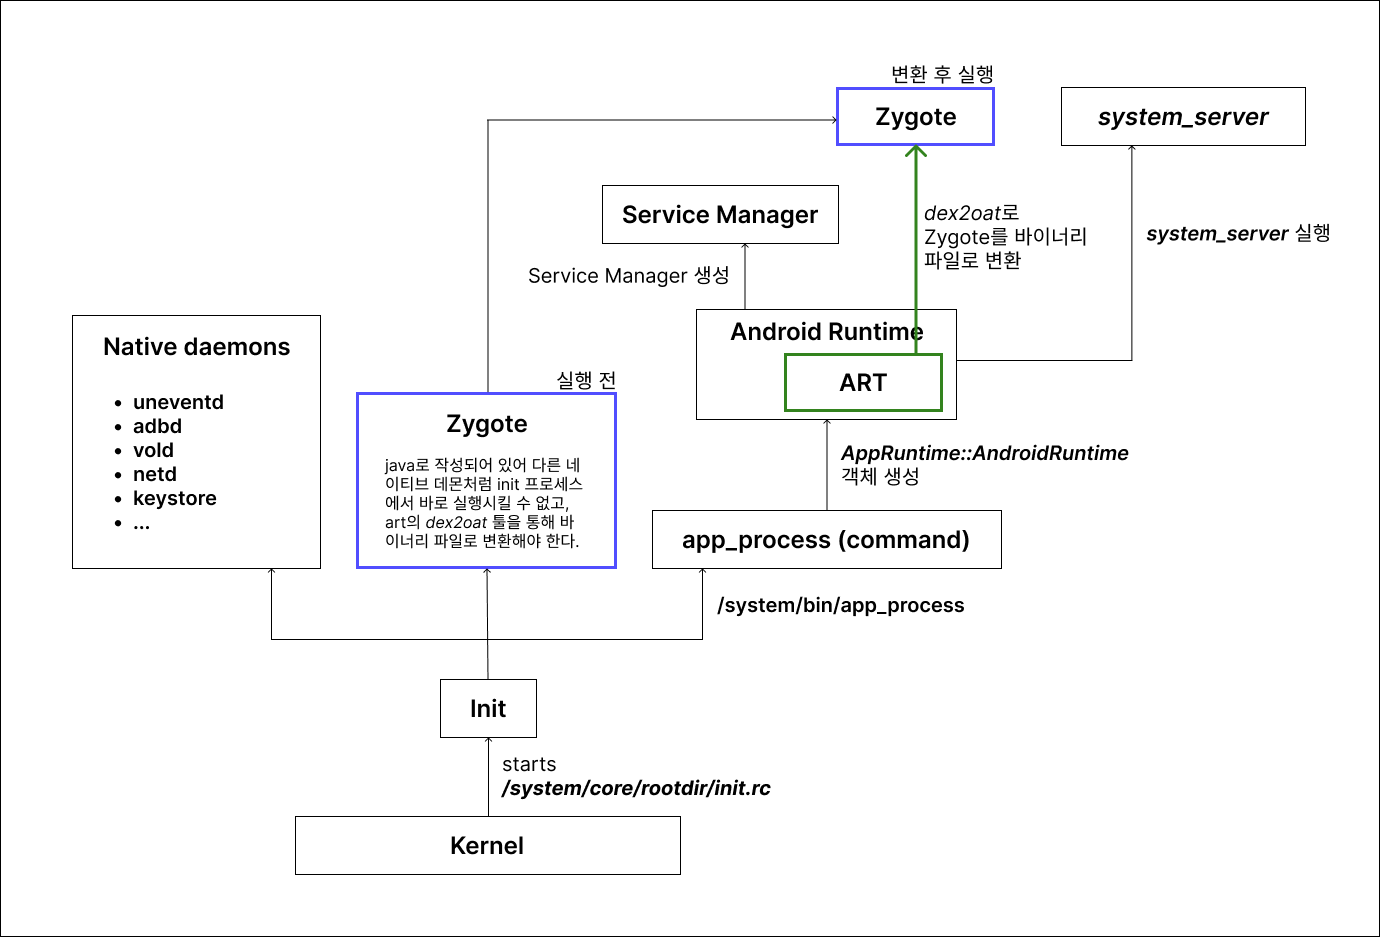 변환 후 실행
Zygote
system_server
Service Manager
dex2oat로
Zygote를 바이너리
파일로 변환
system_server 실행
Service Manager 생성
Android Runtime
ART
Native daemons
• uneventd
• adbd
• vold
• netd
• keystore
• ...
실행 전
Zygote
java로 작성되어 있어 다른 네
이티브 데몬처럼 init 프로세스
에서 바로 실행시킬 수 없고,
art의 dex2oat 툴을 통해 바
이너리 파일로 변환해야 한다.
AppRuntime::AndroidRuntime
객체 생성
app_process (command)
/system/bin/app_process
Init
starts
/system/core/rootdir/init.rc
Kernel